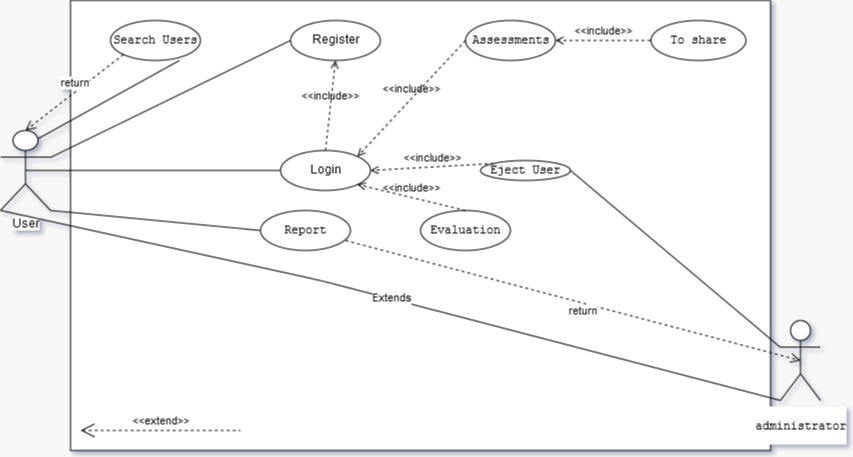 Search Users
Register
Assessments
<<include>>
To share
return
<<include>>
<<include>>
Login
<<include>>
Eject User
<<include>>
User
Report
Evaluation
Extends
return
<<extend>>
administrator